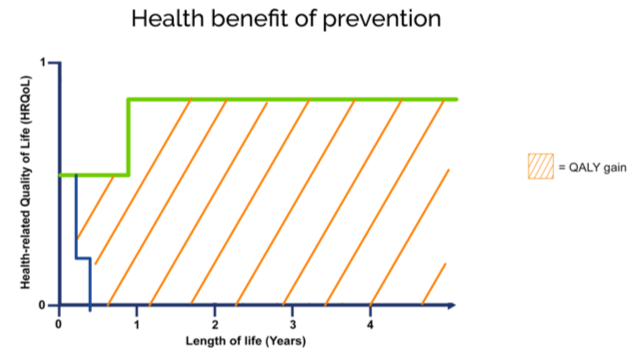 Health benefit of prevention
1
Health-related Quality of Life (HRQoL)
= QALY gain
0
0 1 2 3 4
Length of life (Years)